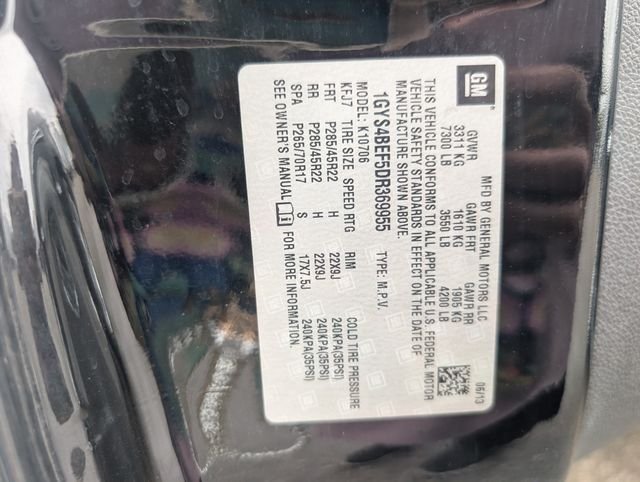 GM
MFD BY GENERAL MOTORS LLC 06/13
GVWR GAWR FRT GAWR RR
3311 KG 1610 KG 1905 KG
7300 LB 3550 LB 4200 LB
THIS VEHICLE CONFORMS TO ALL APPLICABLE U.S. FEDERAL MOTOR
VEHICLE SAFETY STANDARDS IN EFFECT ON THE DATE OF
MANUFACTURE SHOWN ABOVE.
1GYS4BEF5DR369955 TYPE: M.P.V.
MODEL: K10706
KFJ7 TIRE SIZE SPEED RTG RIM COLD TIRE PRESSURE
FRT P285/45R22 H 22X9J 240KPA(35PSI)
RR P285/45R22 H 22X9J 240KPA(35PSI)
SPA P265/70R17 S 17X7.5J 240KPA(35PSI)
SEE OWNER'S MANUAL FOR MORE INFORMATION.